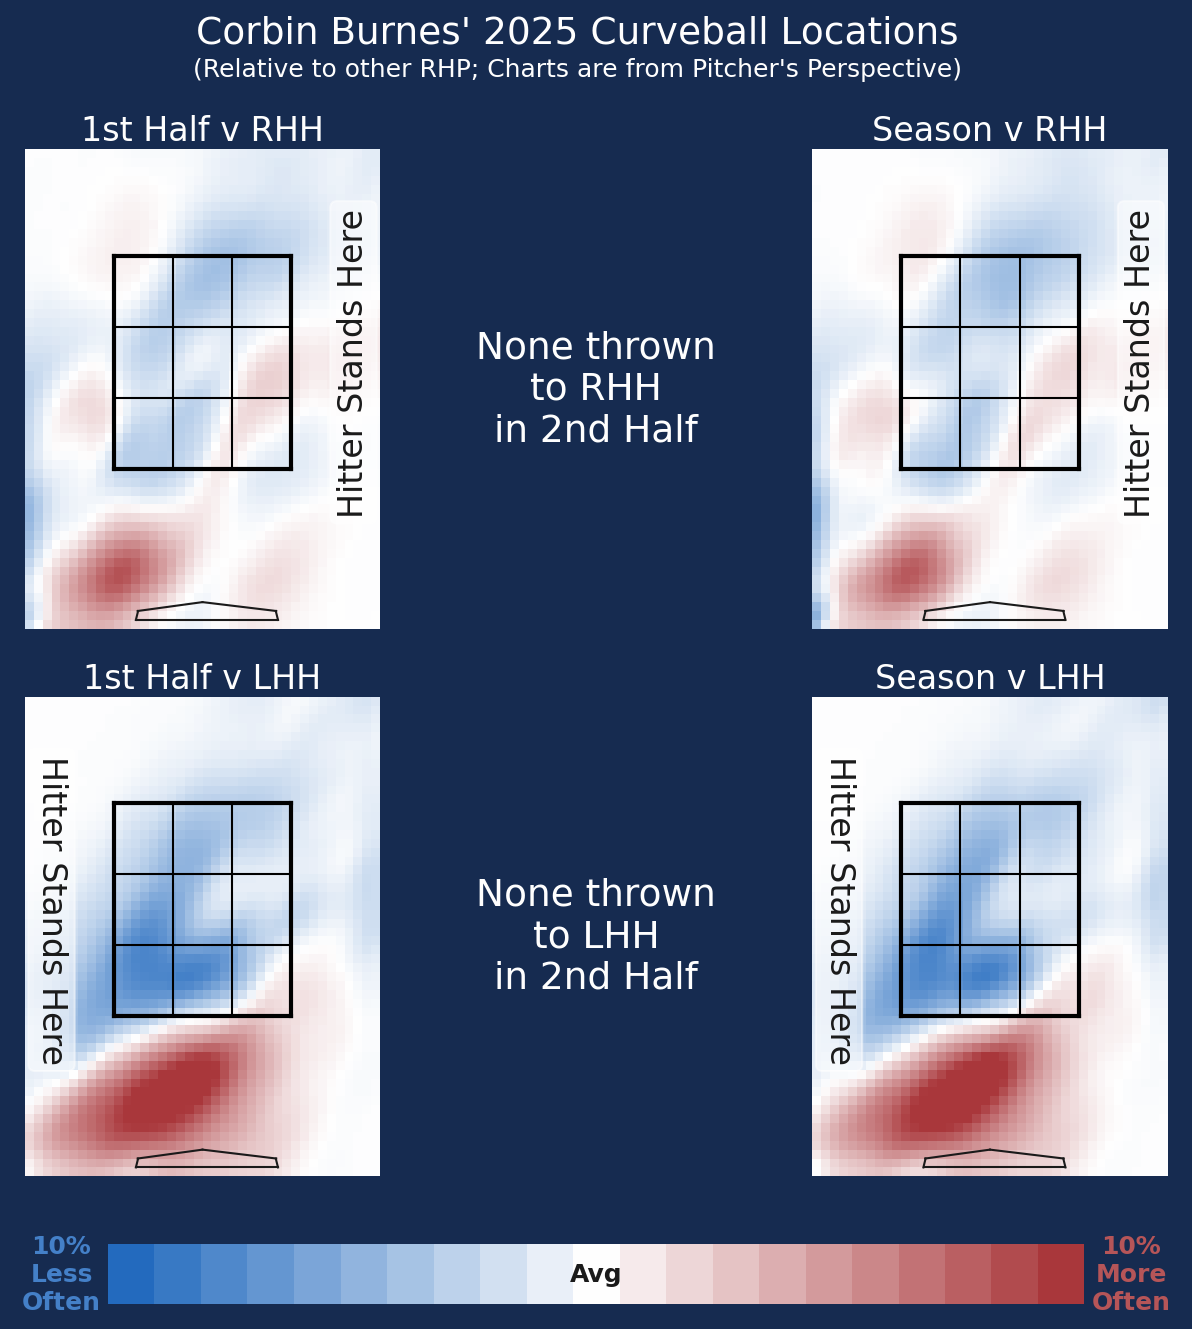 Corbin Burnes' 2025 Curveball Locations
(Relative to other RHP; Charts are from Pitcher's Perspective)
1st Half v RHH
Season v RHH
Hitter Stands Here
None thrown
to RHH
in 2nd Half
Hitter Stands Here
1st Half v LHH
Season v LHH
Hitter Stands Here
None thrown
to LHH
in 2nd Half
Hitter Stands Here
10%
Less
Often
Avg
10%
More
Often